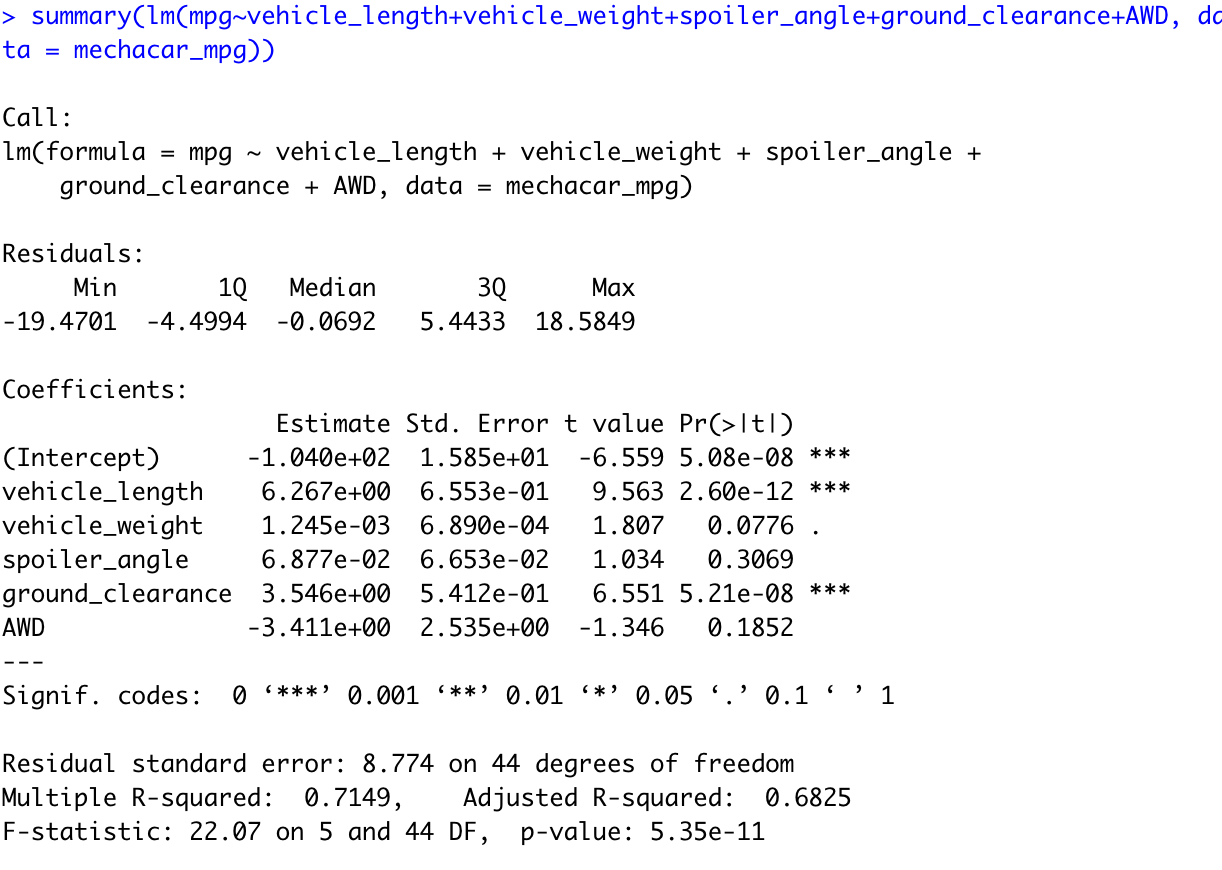 > summary(lm(mpg~vehicle_length+vehicle_weight+spoiler_angle+ground_clearance+AWD, da
ta = mechacar_mpg))
Call:
lm(formula = mpg ~ vehicle_length + vehicle_weight + spoiler_angle +
    ground_clearance + AWD, data = mechacar_mpg)
Residuals:
     Min       1Q   Median       3Q      Max
-19.4701  -4.4994  -0.0692   5.4433  18.5849
Coefficients:
                   Estimate Std. Error t value Pr(>|t|)
(Intercept)      -1.040e+02  1.585e+01  -6.559 5.08e-08 ***
vehicle_length    6.267e+00  6.553e-01   9.563 2.60e-12 ***
vehicle_weight    1.245e-03  6.890e-04   1.807   0.0776 .
spoiler_angle     6.877e-02  6.653e-02   1.034   0.3069
ground_clearance  3.546e+00  5.412e-01   6.551 5.21e-08 ***
AWD              -3.411e+00  2.535e+00  -1.346   0.1852
---
Signif. codes:  0 ‘***’ 0.001 ‘**’ 0.01 ‘*’ 0.05 ‘.’ 0.1 ‘ ’ 1
Residual standard error: 8.774 on 44 degrees of freedom
Multiple R-squared:  0.7149,    Adjusted R-squared:  0.6825
F-statistic: 22.07 on 5 and 44 DF,  p-value: 5.35e-11